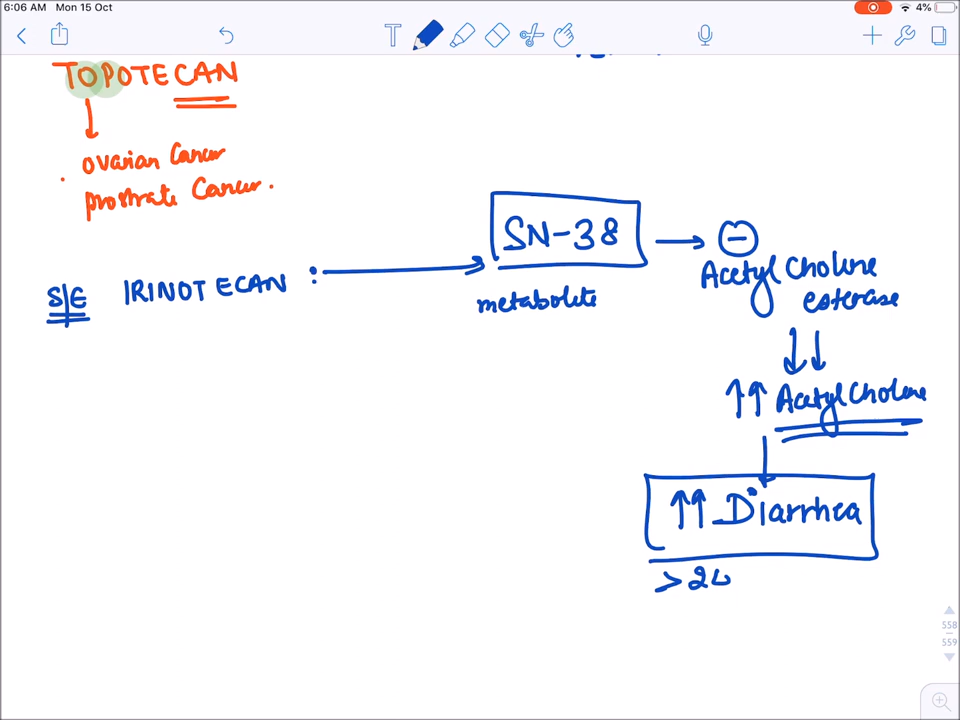 6:06 AM Mon 15 Oct
4%
T
TOPOTECAN
ovarian Cancer
prostrate Cancer.
SN-38
metabolite
Acetyl Choline
esterase
S/E IRINOTECAN :
↑↑ Acetyl Choline
↑↑ Diarrhea
> 24
558
559